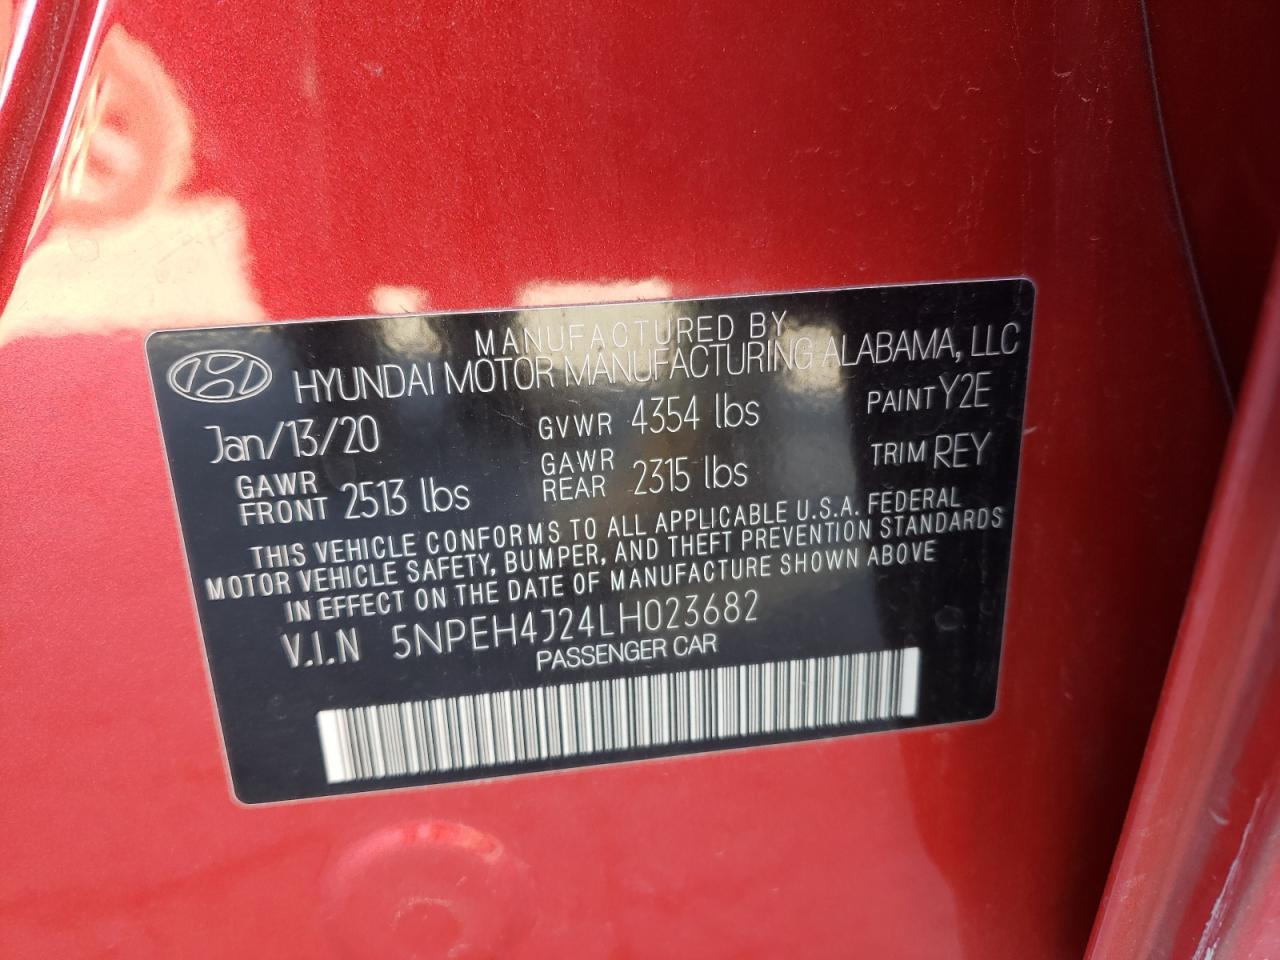 MANUFACTURED BY
HYUNDAI MOTOR MANUFACTURING ALABAMA, LLC
Jan/13/20 GVWR 4354 lbs PAINT Y2E
GAWR FRONT 2513 lbs GAWR REAR 2315 lbs TRIM REY
THIS VEHICLE CONFORMS TO ALL APPLICABLE U.S.A. FEDERAL
MOTOR VEHICLE SAFETY, BUMPER, AND THEFT PREVENTION STANDARDS
IN EFFECT ON THE DATE OF MANUFACTURE SHOWN ABOVE
V.I.N 5NPEH4J24LH023682
PASSENGER CAR